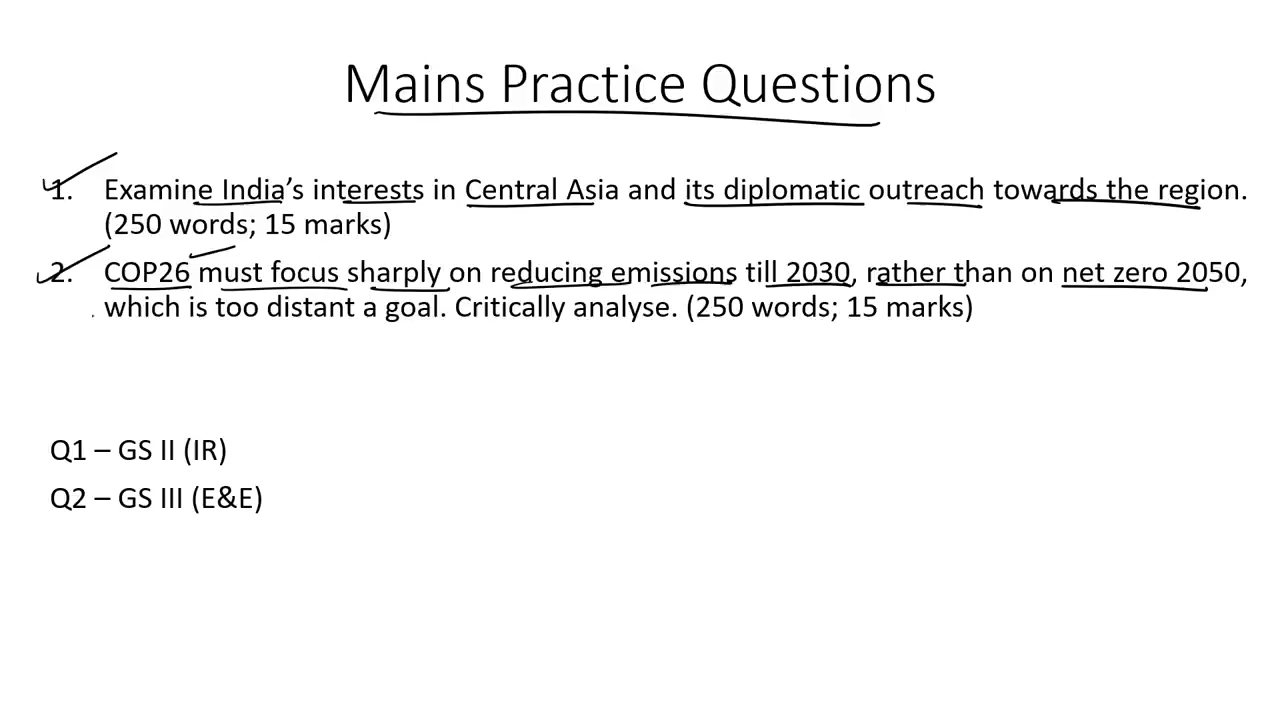 Mains Practice Questions
1. Examine India's interests in Central Asia and its diplomatic outreach towards the region.
(250 words; 15 marks)
2. COP26 must focus sharply on reducing emissions till 2030, rather than on net zero 2050,
which is too distant a goal. Critically analyse. (250 words; 15 marks)
Q1 – GS II (IR)
Q2 – GS III (E&E)